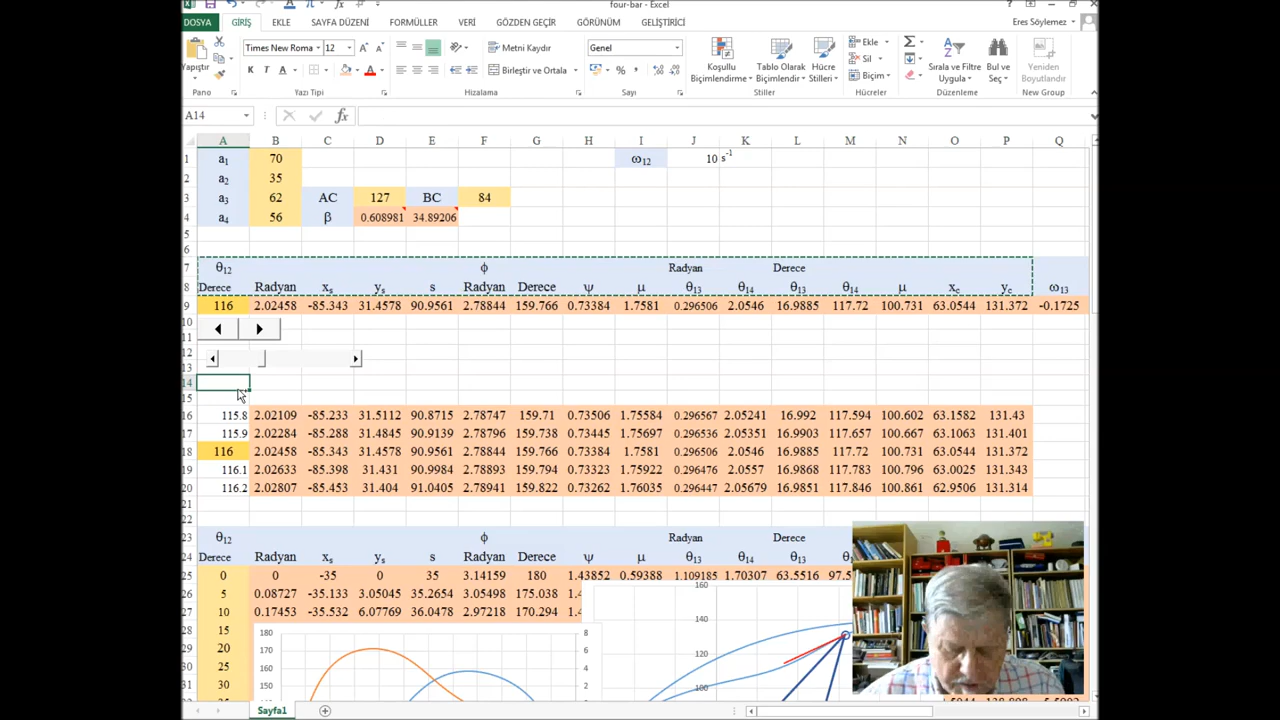 four-bar - Excel
DOSYA GİRİŞ EKLE SAYFA DÜZENİ FORMÜLLER VERİ GÖZDEN GEÇİR GÖRÜNÜM GELİŞTİRİCİ Eres Söylemez
Yapıştır
Times New Roma 12
Metni Kaydır
Birleştir ve Ortala
Genel
Koşullu Biçimlendirme
Tablo Olarak Biçimlendir
Hücre Stilleri
Ekle
Sil
Biçim
Sırala ve Filtre Uygula
Bul ve Seç
Yeniden Boyutlandır
Pano Yazı Tipi Hizalama Sayı Stiller Hücreler Düzenleme New Group
A14 fx
A B C D E F G H I J K L M N O P Q
1 a1 70 ω12 10 s-1
2 a2 35
3 a3 62 AC 127 BC 84
4 a4 56 β 0.608981 34.89206
5
6
7 θ12 ϕ Radyan Derece
8 Derece Radyan xs ys s Radyan Derece ψ μ θ13 θ14 θ13 θ14 μ xc yc ω13
9 116 2.02458 -85.343 31.4578 90.9561 2.78844 159.766 0.73384 1.7581 0.296506 2.0546 16.9885 117.72 100.731 63.0544 131.372 -0.1725
10
11
12
13
14
15
16 115.8 2.02109 -85.233 31.5112 90.8715 2.78747 159.71 0.73506 1.75584 0.296567 2.05241 16.992 117.594 100.602 63.1582 131.43
17 115.9 2.02284 -85.288 31.4845 90.9139 2.78796 159.738 0.73445 1.75697 0.296536 2.05351 16.9903 117.657 100.667 63.1063 131.401
18 116 2.02458 -85.343 31.4578 90.9561 2.78844 159.766 0.73384 1.7581 0.296506 2.0546 16.9885 117.72 100.731 63.0544 131.372
19 116.1 2.02633 -85.398 31.431 90.9984 2.78893 159.794 0.73323 1.75922 0.296476 2.0557 16.9868 117.783 100.796 63.0025 131.343
20 116.2 2.02807 -85.453 31.404 91.0405 2.78941 159.822 0.73262 1.76035 0.296447 2.05679 16.9851 117.846 100.861 62.9506 131.314
21
22
23 θ12 ϕ Radyan Derece
24 Derece Radyan xs ys s Radyan Derece ψ μ θ13 θ14 θ13
25 0 0 -35 0 35 3.14159 180 1.43852 0.59388 1.109185 1.70307 63.5516 97.5
26 5 0.08727 -35.133 3.05045 35.2654 3.05498 175.038
27 10 0.17453 -35.532 6.07769 36.0478 2.97218 170.294
28 15
29 20
30 25
31 30
180 170 160 150 140
8 6 4 2
160 140 120 100
Sayfa1